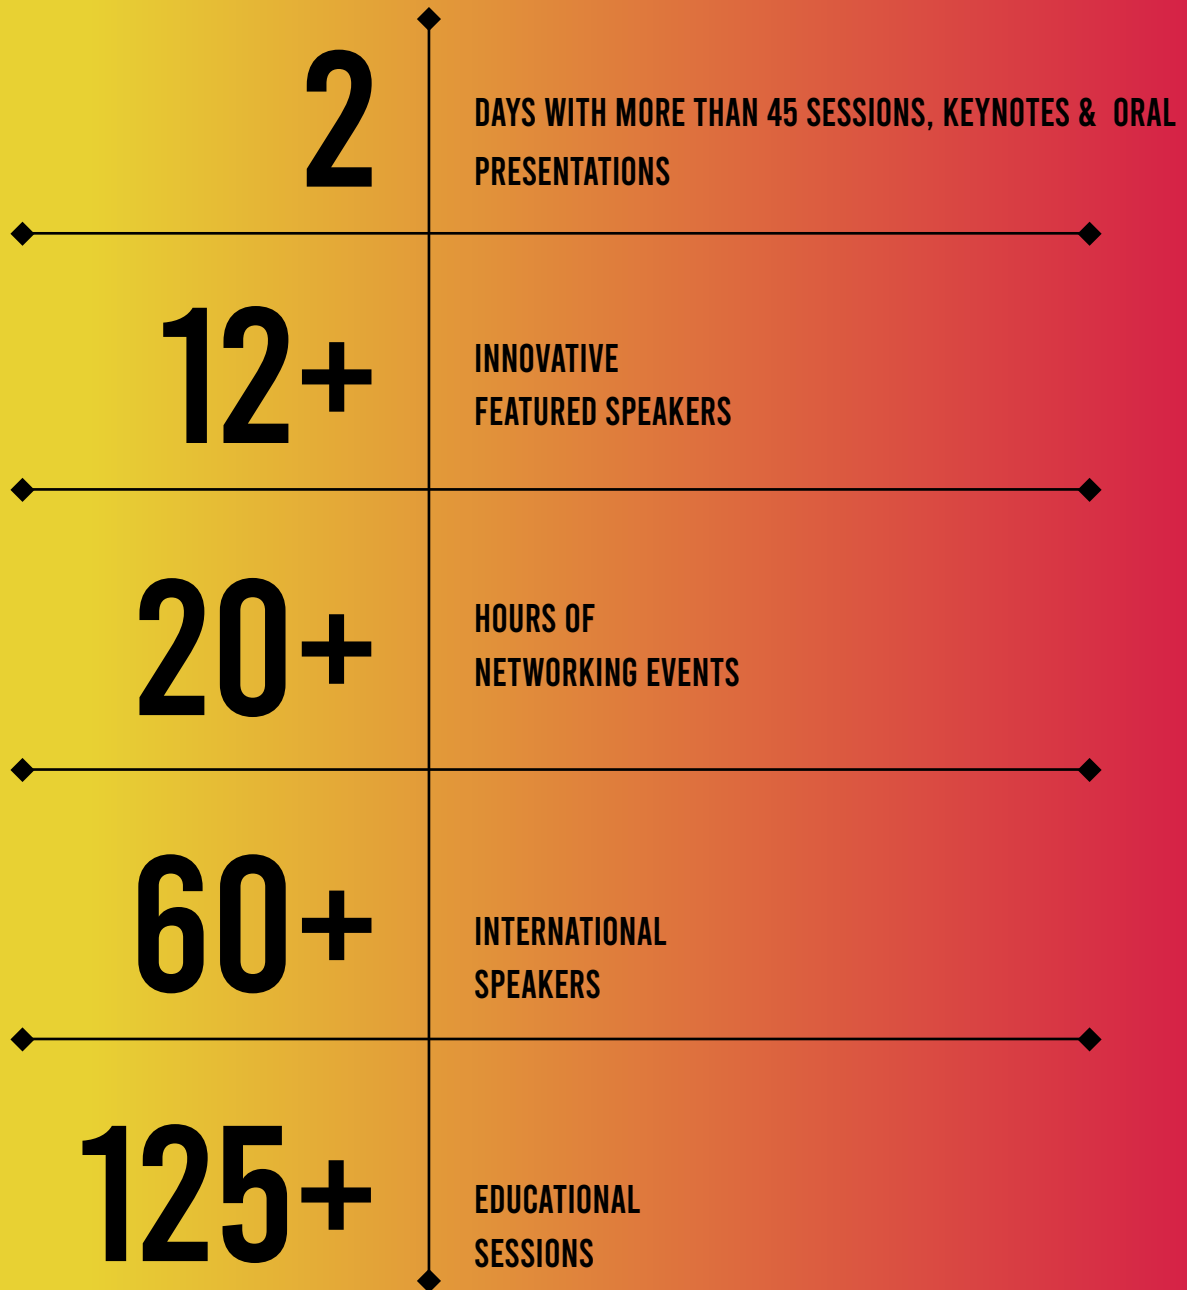 2
DAYS WITH MORE THAN 45 SESSIONS, KEYNOTES & ORAL
PRESENTATIONS
12+
INNOVATIVE
FEATURED SPEAKERS
20+
HOURS OF
NETWORKING EVENTS
60+
INTERNATIONAL
SPEAKERS
125+
EDUCATIONAL
SESSIONS